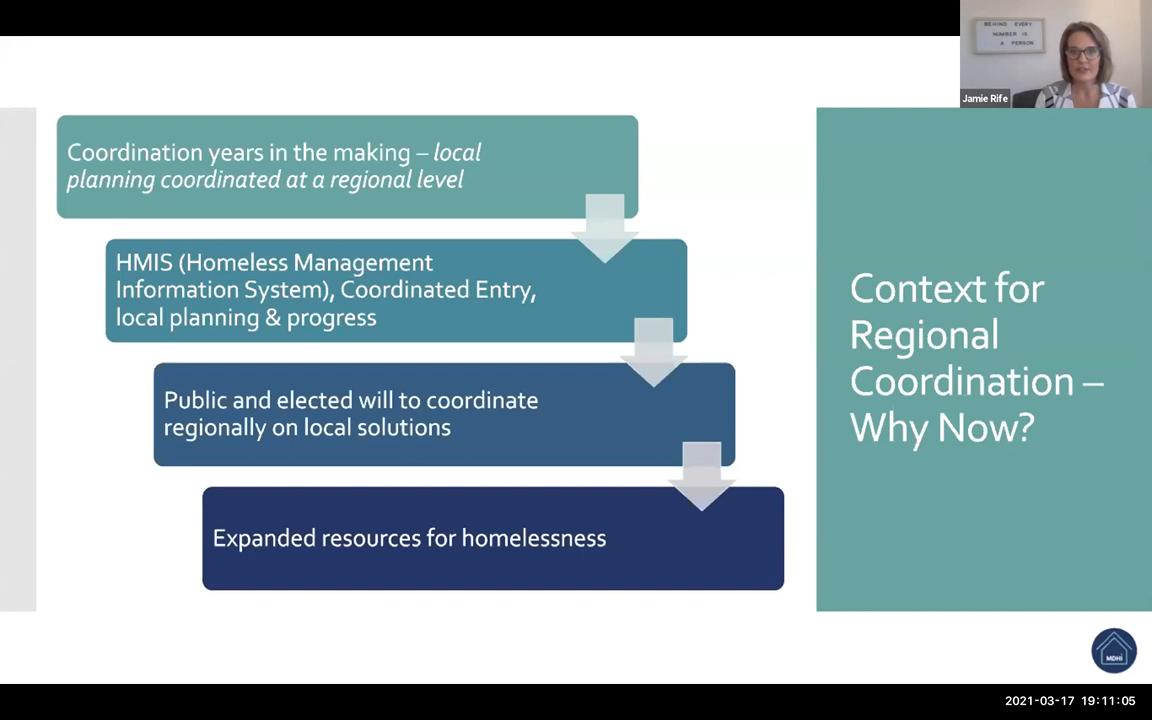 BEHIND EVERY
NUMBER IS
A PERSON
Jamie Rife
Coordination years in the making – local
planning coordinated at a regional level
HMIS (Homeless Management
Information System), Coordinated Entry,
local planning & progress
Public and elected will to coordinate
regionally on local solutions
Expanded resources for homelessness
Context for
Regional
Coordination –
Why Now?
MDHI
2021-03-17 19:11:05